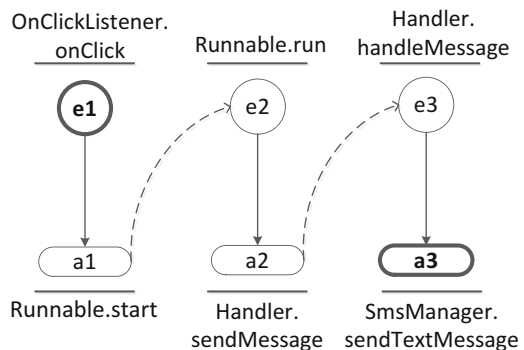 OnClickListener.
onClick
Runnable.run
Handler.
handleMessage
e1
e2
e3
a1
a2
a3
Runnable.start
Handler.
sendMessage
SmsManager.
sendTextMessage